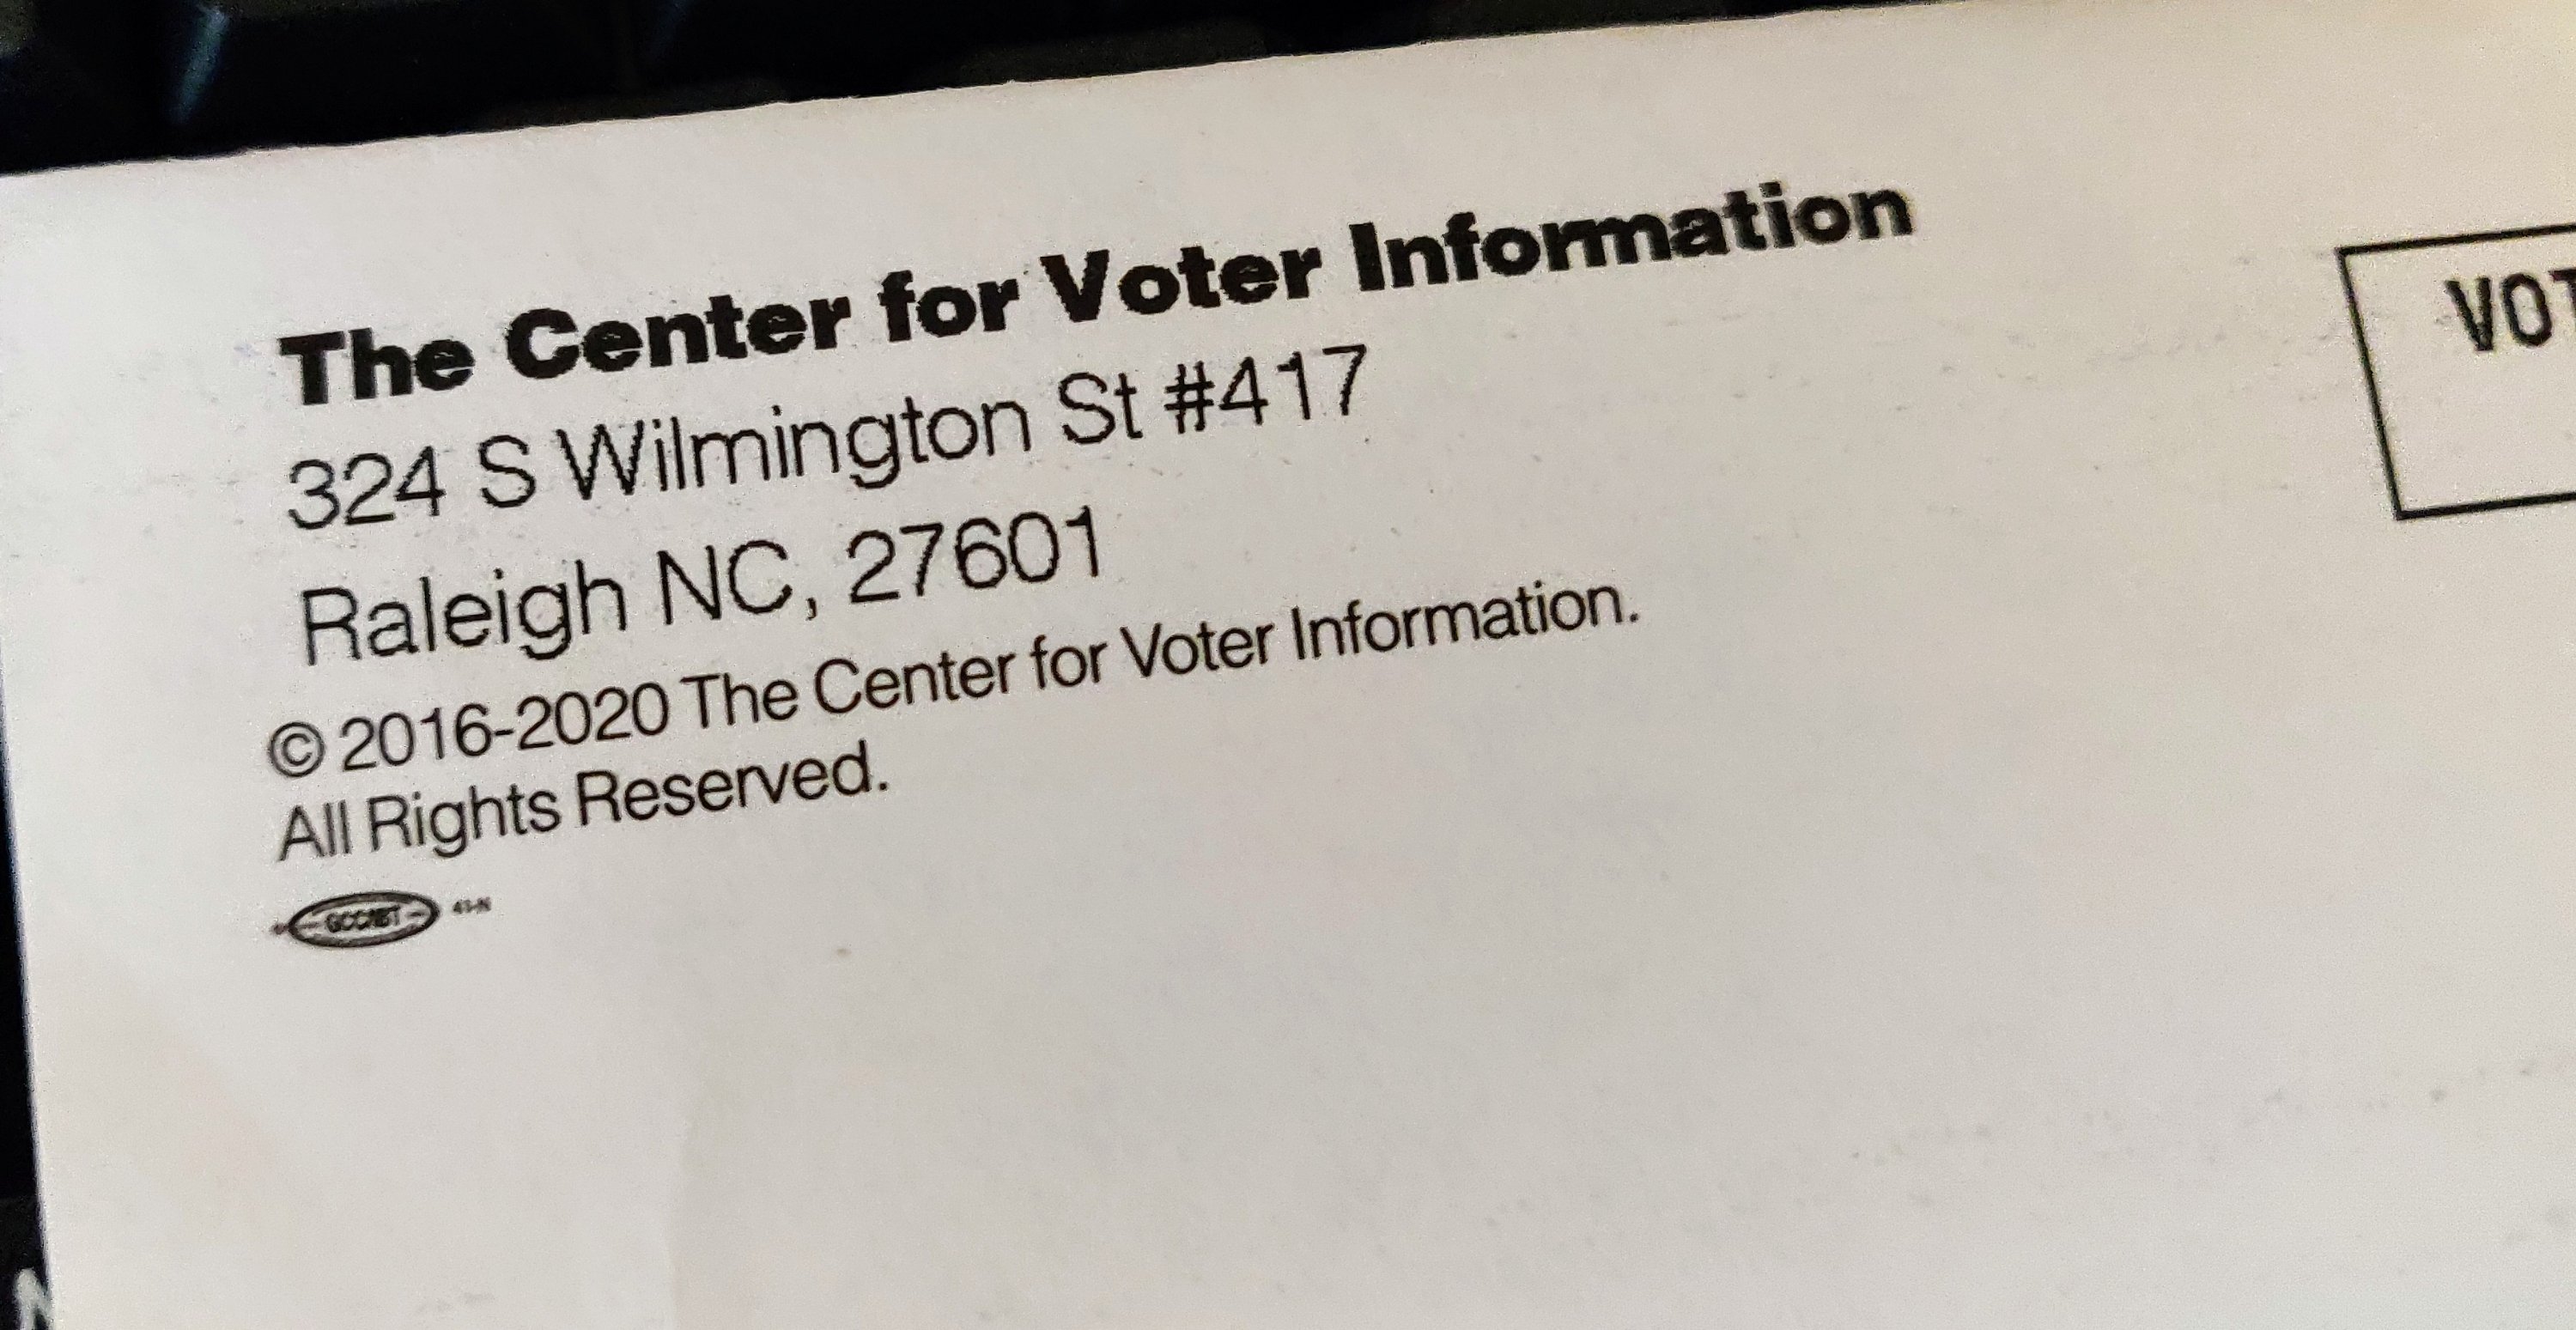 The Center for Voter Information
324 S Wilmington St #417
Raleigh NC, 27601
© 2016-2020 The Center for Voter Information.
All Rights Reserved.
VOT